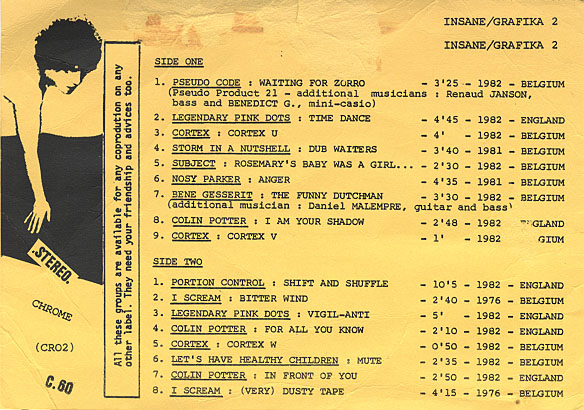 INSANE/GRAFIKA 2
INSANE/GRAFIKA 2
SIDE ONE
1. PSEUDO CODE : WAITING FOR ZORRO - 3'25 - 1982 - BELGIUM
(Pseudo Product 21 - additional musicians : Renaud JANSON,
bass and BENEDICT G., mini-casio)
2. LEGENDARY PINK DOTS : TIME DANCE - 4'45 - 1982 - ENGLAND
3. CORTEX : CORTEX U - 4' - 1982 - BELGIUM
4. STORM IN A NUTSHELL : DUB WAITERS - 3'40 - 1981 - BELGIUM
5. SUBJECT : ROSEMARY'S BABY WAS A GIRL... - 2'30 - 1982 - BELGIUM
6. NOSY PARKER : ANGER - 4'35 - 1981 - BELGIUM
7. BENE GESSERIT : THE FUNNY DUTCHMAN - 3'30 - 1982 - BELGIUM
(additional musician : Daniel MALEMPRE, guitar and bass)
8. COLIN POTTER : I AM YOUR SHADOW - 2'48 - 1982 GLAND
9. CORTEX : CORTEX V - 1' - 1982 GIUM
SIDE TWO
1. PORTION CONTROL : SHIFT AND SHUFFLE - 10'5 - 1982 - ENGLAND
2. I SCREAM : BITTER WIND - 2'40 - 1976 - BELGIUM
3. LEGENDARY PINK DOTS : VIGIL-ANTI - 5' - 1982 - ENGLAND
4. COLIN POTTER : FOR ALL YOU KNOW - 2'10 - 1982 - ENGLAND
5. CORTEX : CORTEX W - 0'50 - 1982 - BELGIUM
6. LET'S HAVE HEALTHY CHILDREN : MUTE - 2'35 - 1982 - BELGIUM
7. COLIN POTTER : IN FRONT OF YOU - 2'50 - 1982 - ENGLAND
8. I SCREAM : (VERY) DUSTY TAPE - 4'15 - 1976 - BELGIUM
All these groups are available for any coprodution on any
other label. They need your friendship and advices too.
.STEREO.
CHROME
(CRO2)
C.60